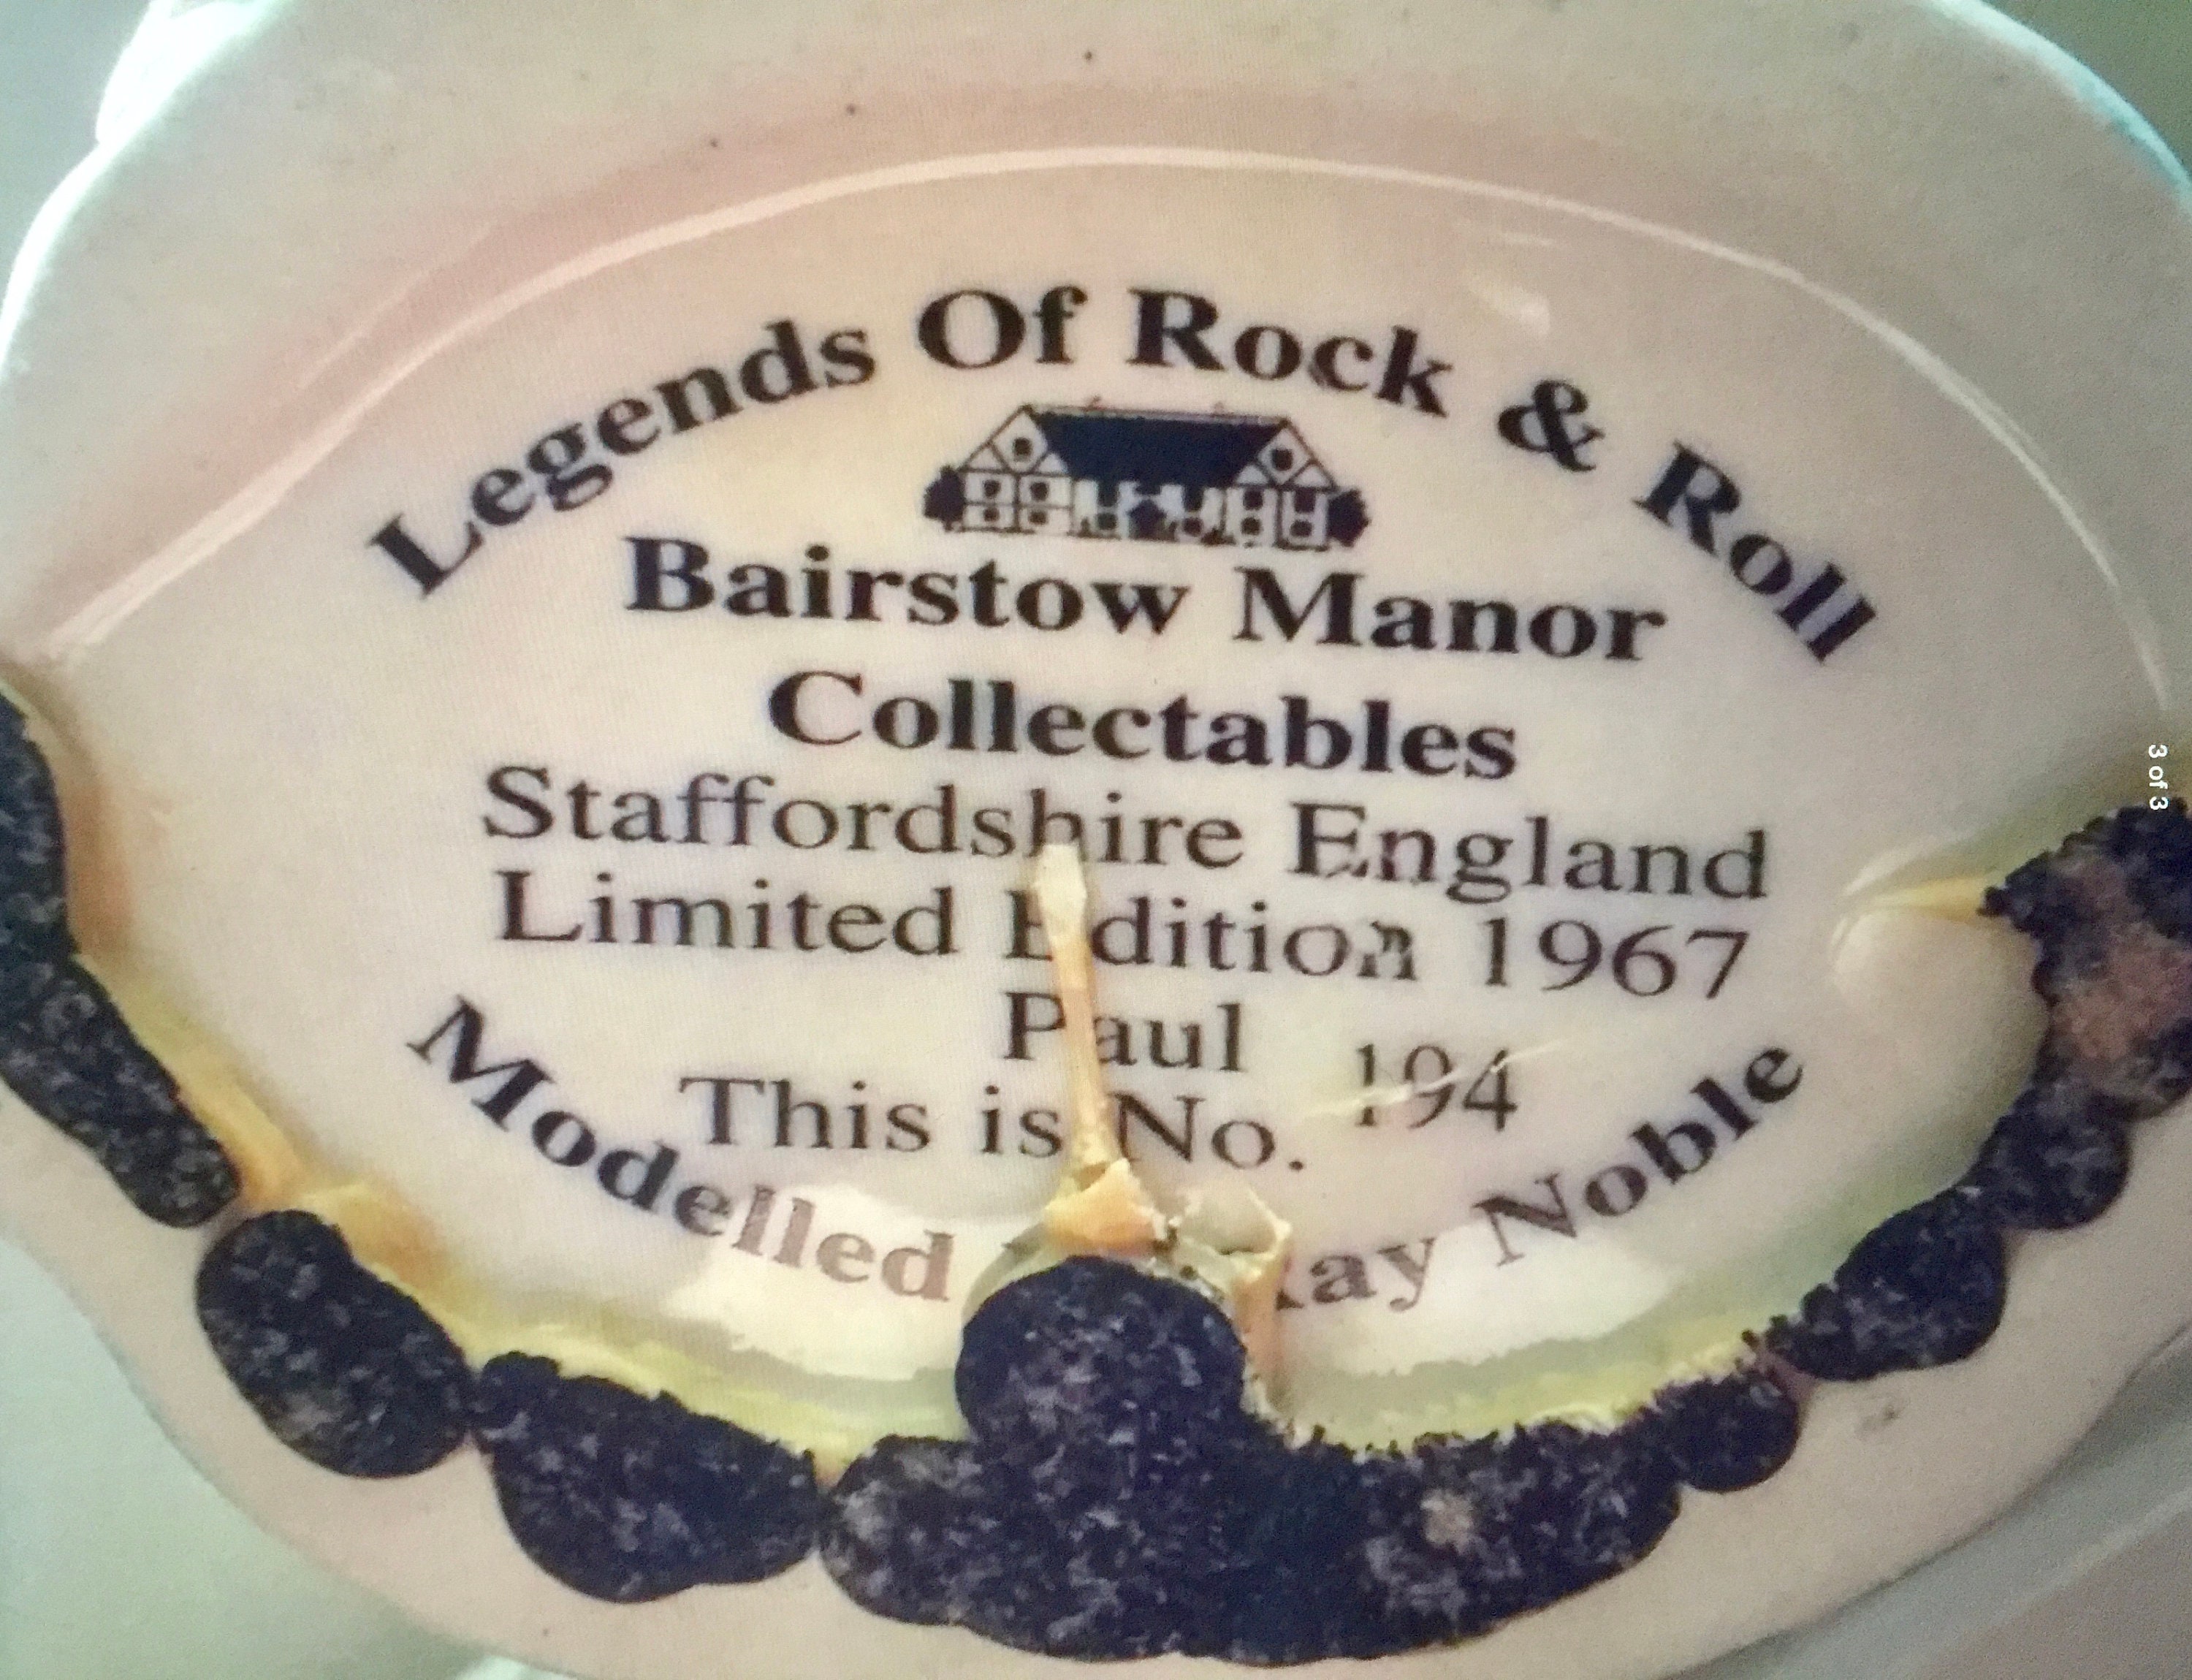 Legends Of Rock & Roll
Bairstow Manor
Collectables
Staffordshire England
Limited Edition 1967
Paul
This is No. 194
Modelled Noble
3 of 3